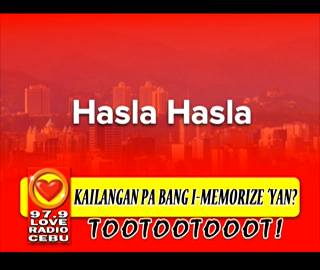 Hasla Hasla
KAILANGAN PA BANG I-MEMORIZE 'YAN?
97.9
LOVE
RADIO
CEBU
TOOTOOTOOOT!